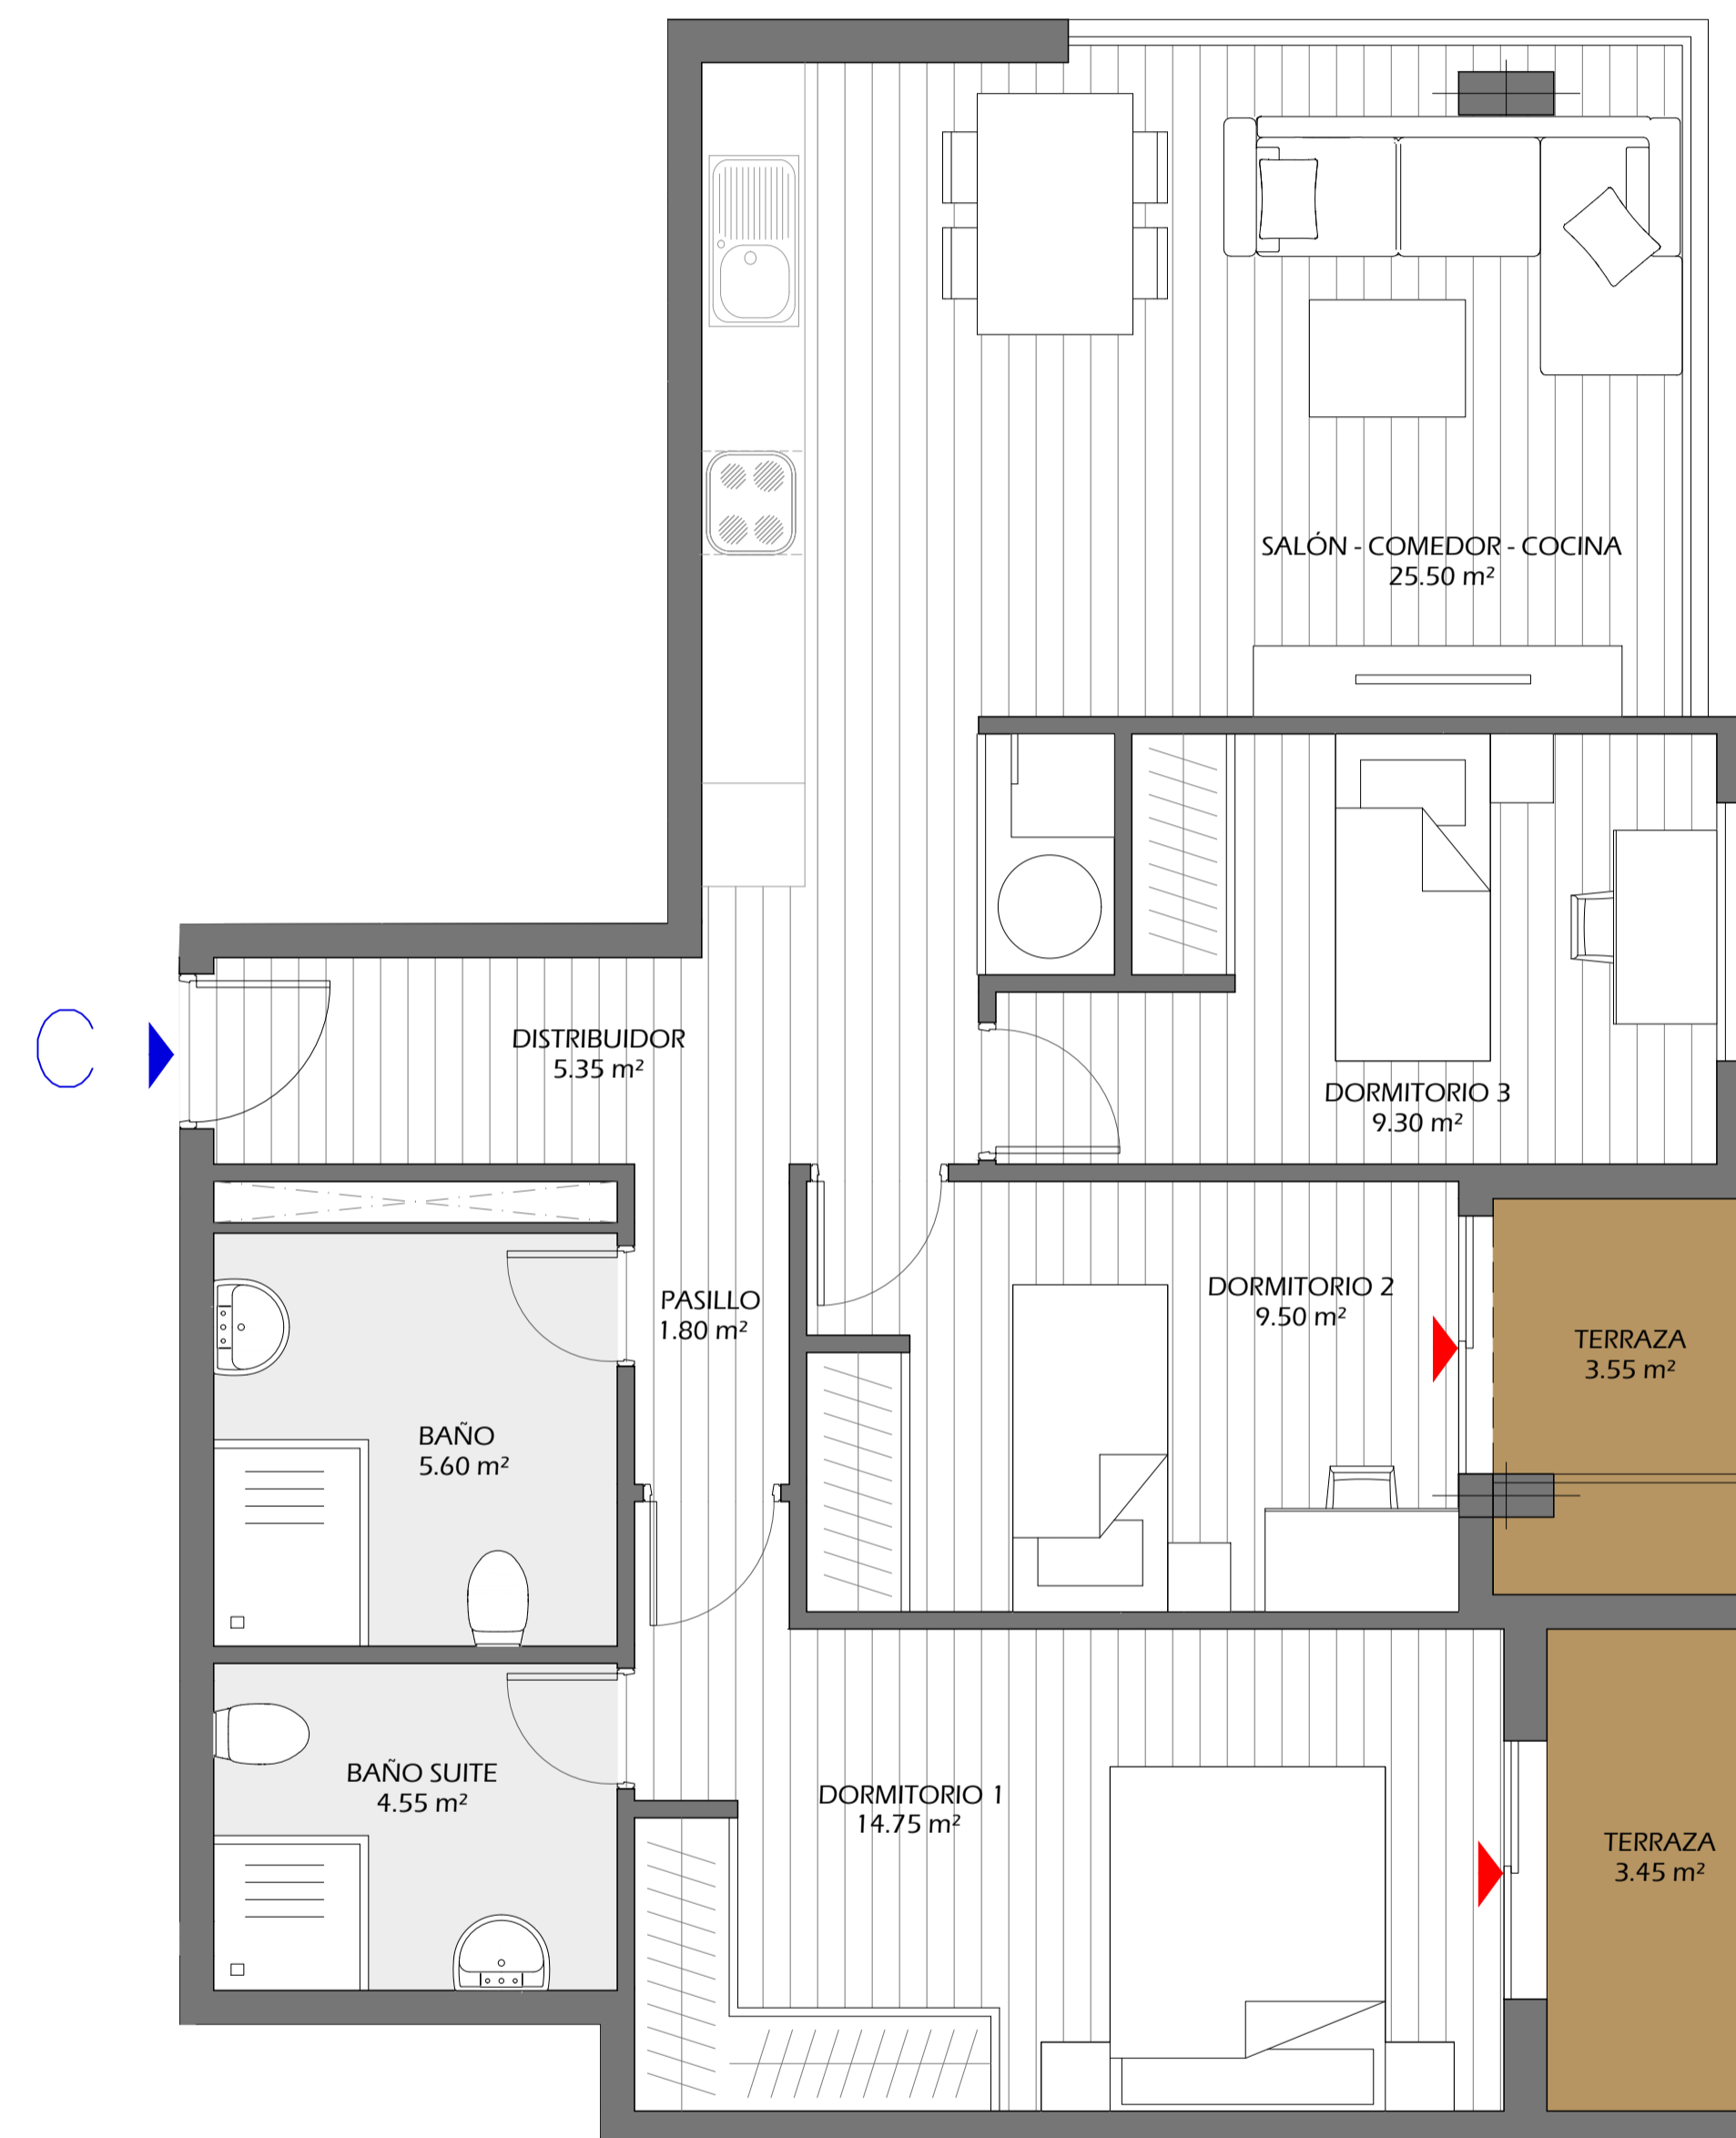 SALÓN - COMEDOR - COCINA
25.50 m²
C
DISTRIBUIDOR
5.35 m²
DORMITORIO 3
9.30 m²
PASILLO
1.80 m²
DORMITORIO 2
9.50 m²
TERRAZA
3.55 m²
BAÑO
5.60 m²
BAÑO SUITE
4.55 m²
DORMITORIO 1
14.75 m²
TERRAZA
3.45 m²